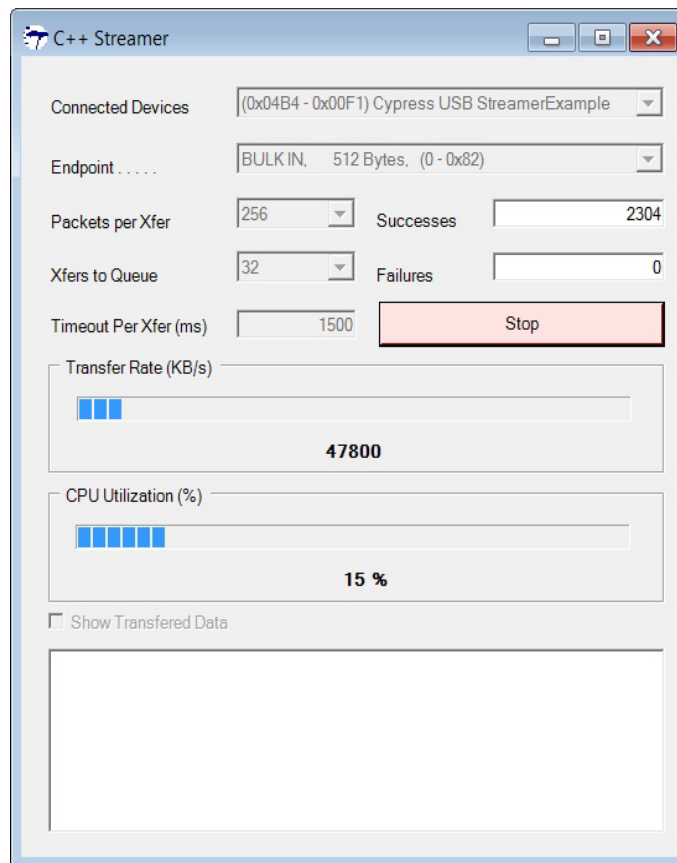 C++ Streamer
Connected Devices (0x04B4 - 0x00F1) Cypress USB StreamerExample
Endpoint . . . . . BULK IN, 512 Bytes, (0 - 0x82)
Packets per Xfer 256 Successes 2304
Xfers to Queue 32 Failures 0
Timeout Per Xfer (ms) 1500 Stop
Transfer Rate (KB/s)
47800
CPU Utilization (%)
15 %
Show Transfered Data